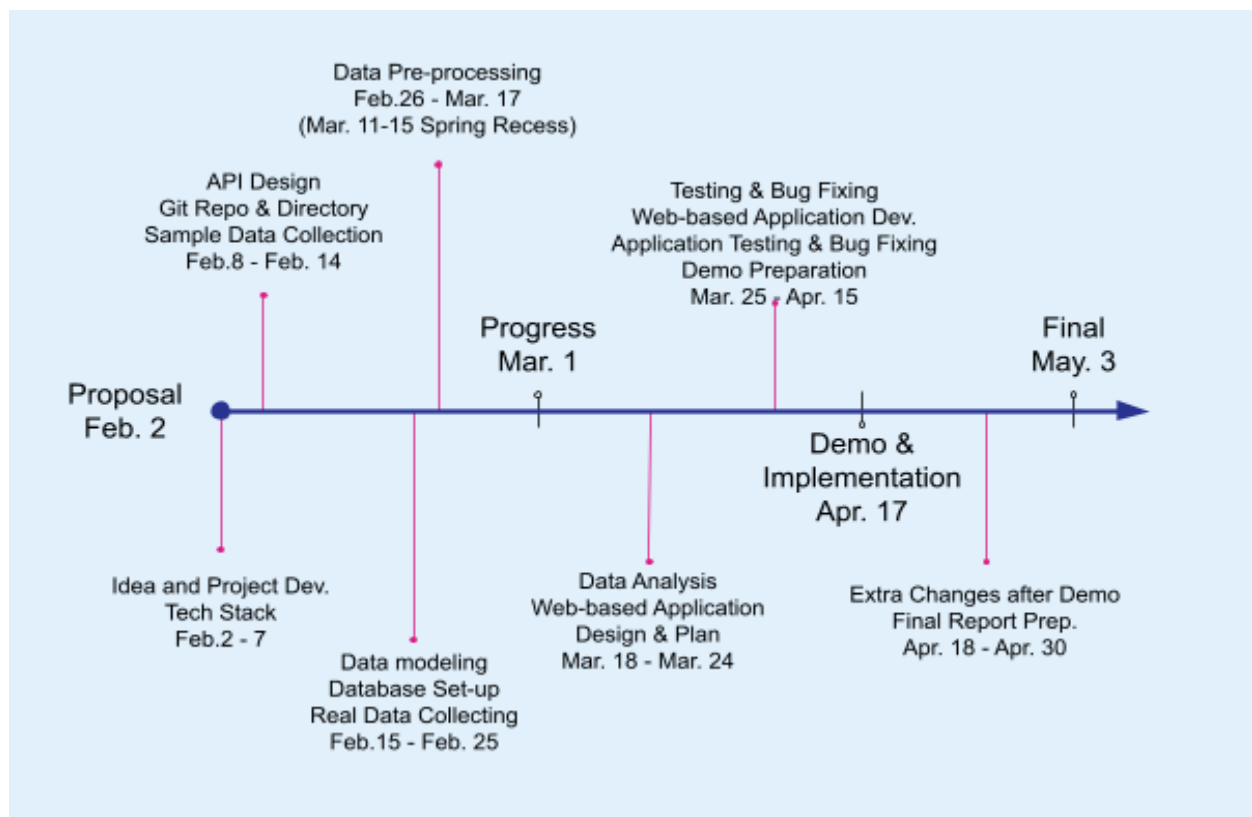 Data Pre-processing
Feb.26 - Mar. 17
(Mar. 11-15 Spring Recess)
API Design
Git Repo & Directory
Sample Data Collection
Feb.8 - Feb. 14
Testing & Bug Fixing
Web-based Application Dev.
Application Testing & Bug Fixing
Demo Preparation
Mar. 25 - Apr. 15
Progress
Mar. 1
Final
May. 3
Proposal
Feb. 2
Demo &
Implementation
Apr. 17
Idea and Project Dev.
Tech Stack
Feb.2 - 7
Data modeling
Database Set-up
Real Data Collecting
Feb.15 - Feb. 25
Data Analysis
Web-based Application
Design & Plan
Mar. 18 - Mar. 24
Extra Changes after Demo
Final Report Prep.
Apr. 18 - Apr. 30